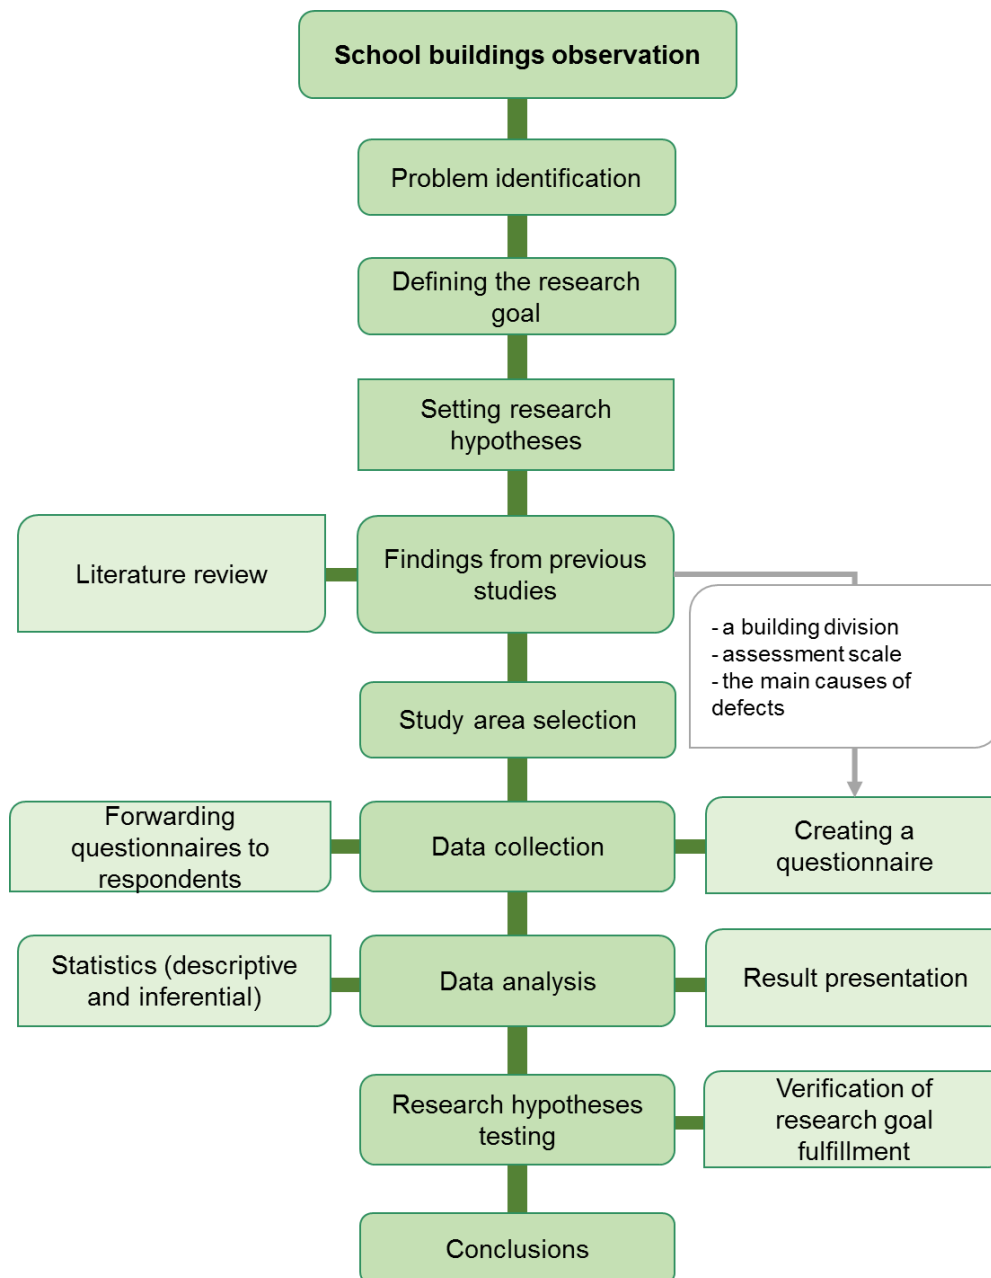 School buildings observation
Problem identification
Defining the research
goal
Setting research
hypotheses
Literature review
Findings from previous
studies
- a building division
- assessment scale
- the main causes of
defects
Study area selection
Forwarding
questionnaires to
respondents
Data collection
Creating a
questionnaire
Statistics (descriptive
and inferential)
Data analysis
Result presentation
Research hypotheses
testing
Verification of
research goal
fulfillment
Conclusions